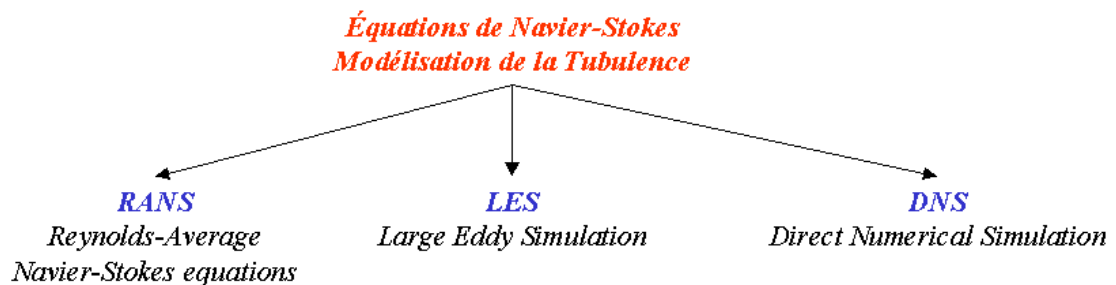 Équations de Navier-Stokes
Modélisation de la Tubulence
RANS
Reynolds-Average
Navier-Stokes equations
LES
Large Eddy Simulation
DNS
Direct Numerical Simulation